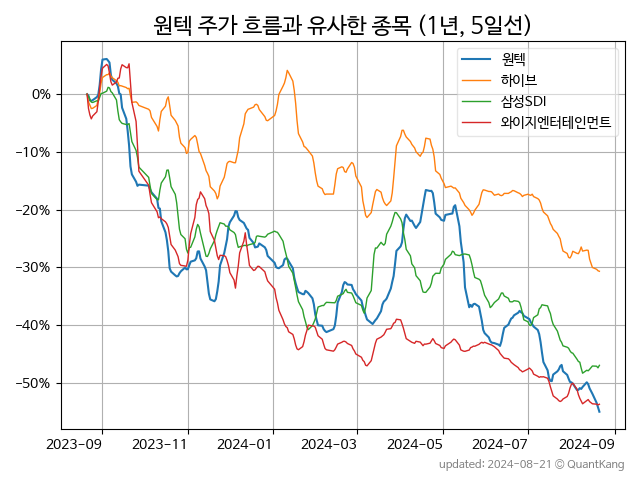 원텍 주가 흐름과 유사한 종목 (1년, 5일선)
원텍
하이브
삼성SDI
와이지엔터테인먼트
0%
−10%
−20%
−30%
−40%
−50%
2023-09 2023-11 2024-01 2024-03 2024-05 2024-07 2024-09
updated: 2024-08-21 © QuantKang